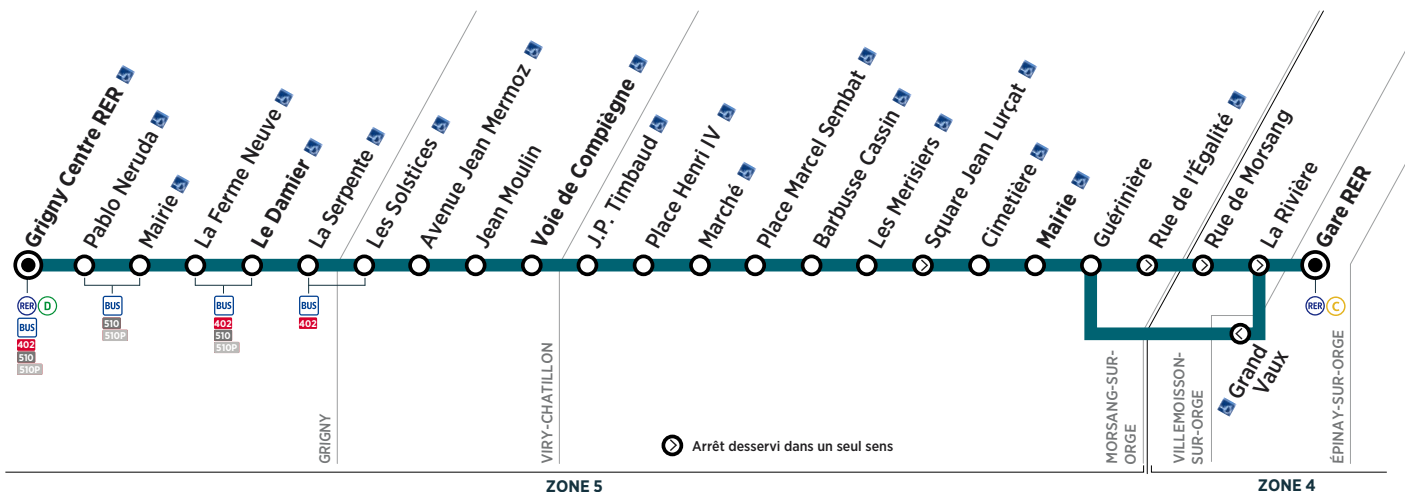 Grigny Centre RER
Pablo Neruda
Mairie
La Ferme Neuve
Le Damier
La Serpente
Les Solstices
Avenue Jean Mermoz
Jean Moulin
Voie de Compiègne
J.P. Timbaud
Place Henri IV
Marché
Place Marcel Sembat
Barbusse Cassin
Les Merisiers
Square Jean Lurçat
Cimetière
Mairie
Guérinière
Rue de l'Égalité
Rue de Morsang
La Rivière
Gare RER
RER D
BUS
402
510
510P
BUS
510
510P
BUS
402
510
510P
BUS
402
RER C
Grand
Vaux
GRIGNY
VIRY-CHATILLON
MORSANG-SUR-
ORGE
VILLEMOISSON-
SUR-ORGE
ÉPINAY-SUR-ORGE
Arrêt desservi dans un seul sens
ZONE 5
ZONE 4